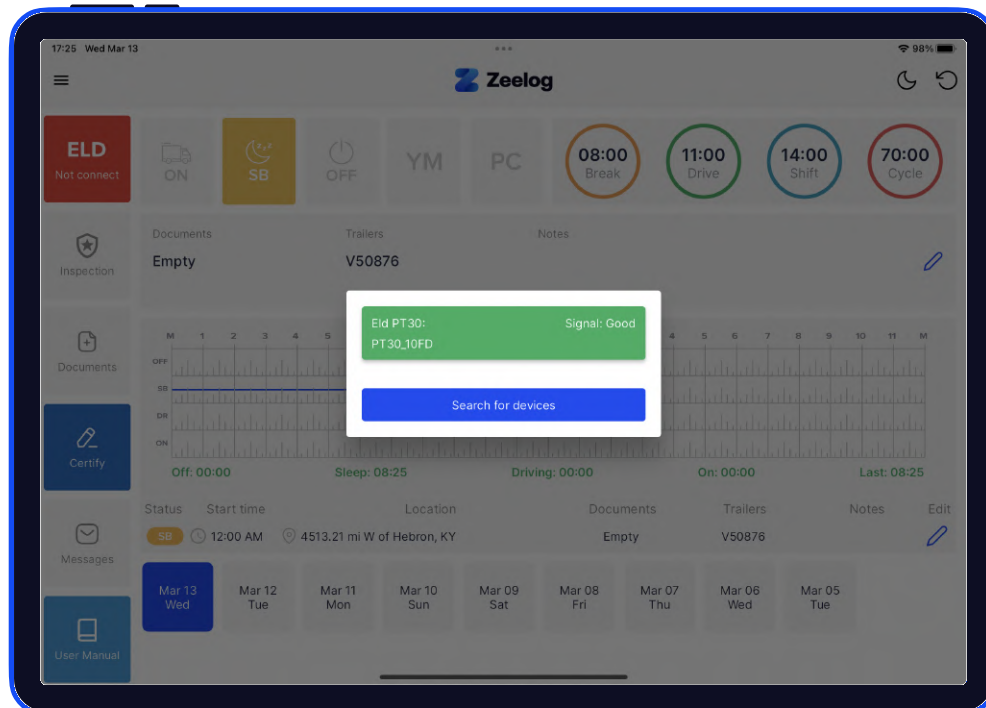 17:25 Wed Mar 13
98%
Zeelog
ELD
Not connect
ON
SB
OFF
YM
PC
08:00
Break
11:00
Drive
14:00
Shift
70:00
Cycle
Inspection
Documents
Empty
Trailers
V50876
Notes
Eld PT30:
PT30_10FD
Signal: Good
Search for devices
Documents
M 1 2 3 4 5 4 5 6 7 8 9 10 11 M
OFF
SB
DR
ON
Off: 00:00 Sleep: 08:25 Driving: 00:00 On: 00:00 Last: 08:25
Certify
Status Start time Location Documents Trailers Notes Edit
SB 12:00 AM 4513.21 mi W of Hebron, KY Empty V50876
Messages
Mar 13 Mar 12 Mar 11 Mar 10 Mar 09 Mar 08 Mar 07 Mar 06 Mar 05
Wed Tue Mon Sun Sat Fri Thu Wed Tue
User Manual